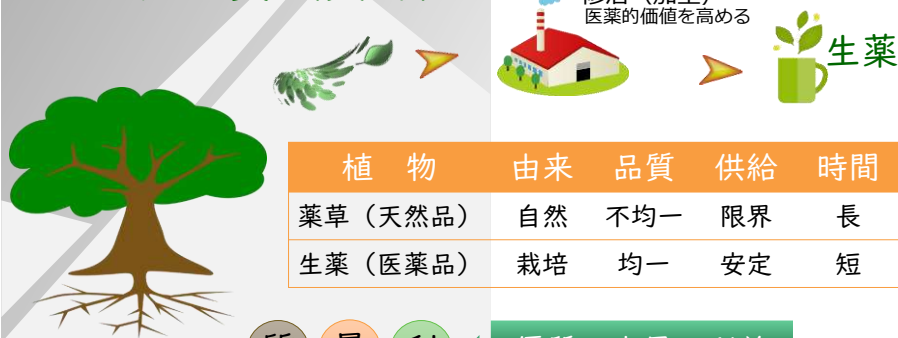 医薬的価値を高める
生薬
植 物 由来 品質 供給 時間
薬草（天然品） 自然 不均一 限界 長
生薬（医薬品） 栽培 均一 安定 短